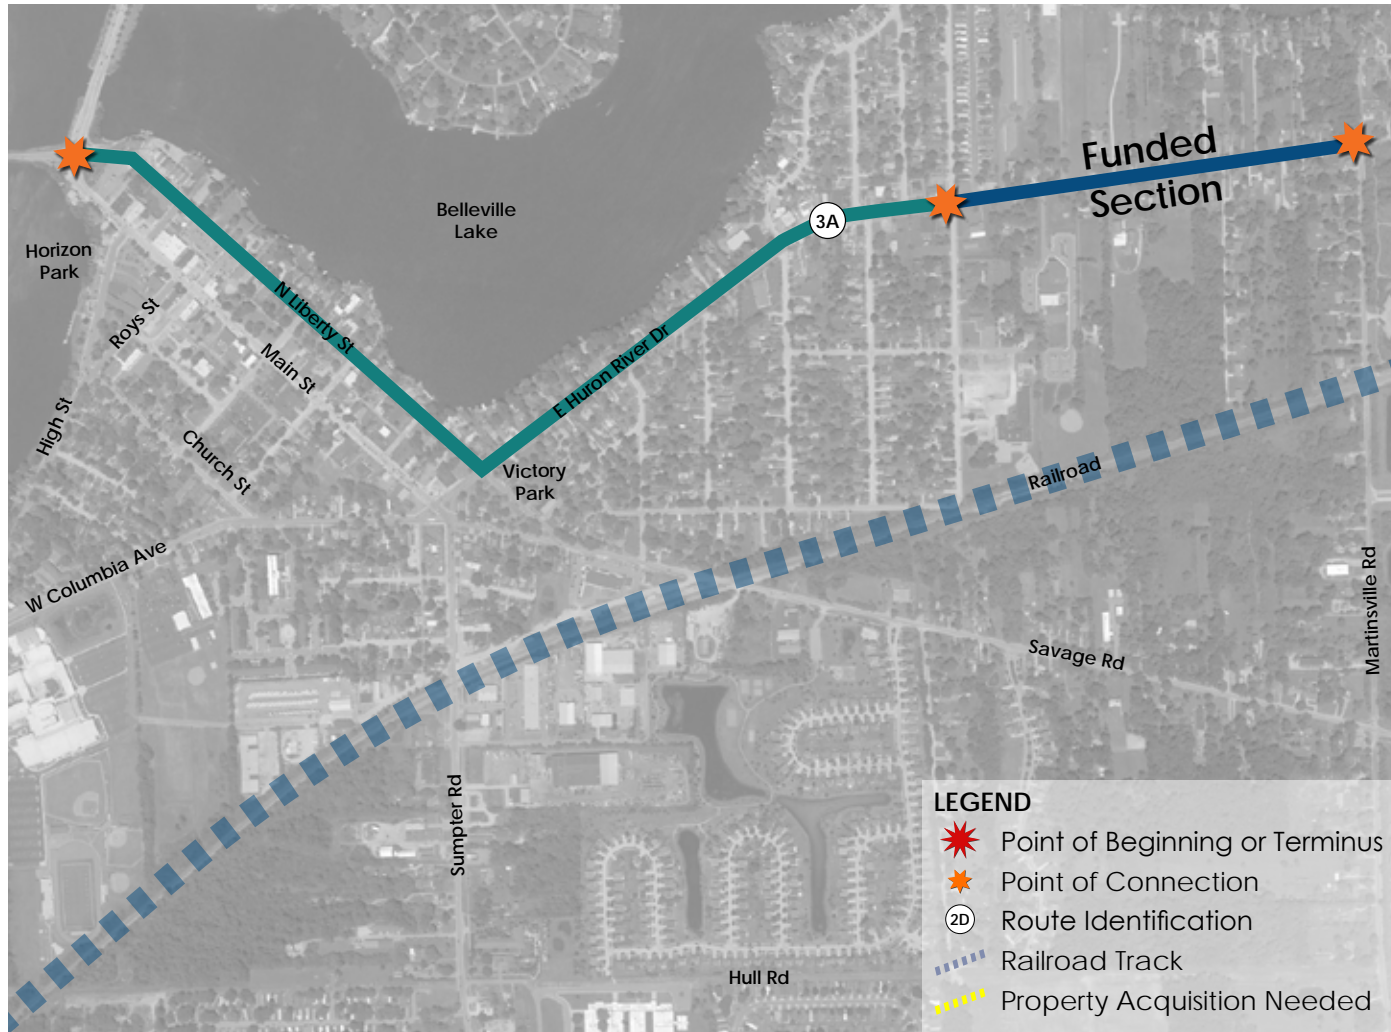 Funded
Section
3A
Belleville
Lake
Horizon
Park
Roys St
N Liberty St
Main St
E Huron River Dr
High St
Church St
Victory
Park
Railroad
W Columbia Ave
Martinsville Rd
Savage Rd
Sumpter Rd
Hull Rd
LEGEND
Point of Beginning or Terminus
Point of Connection
2D Route Identification
Railroad Track
Property Acquisition Needed